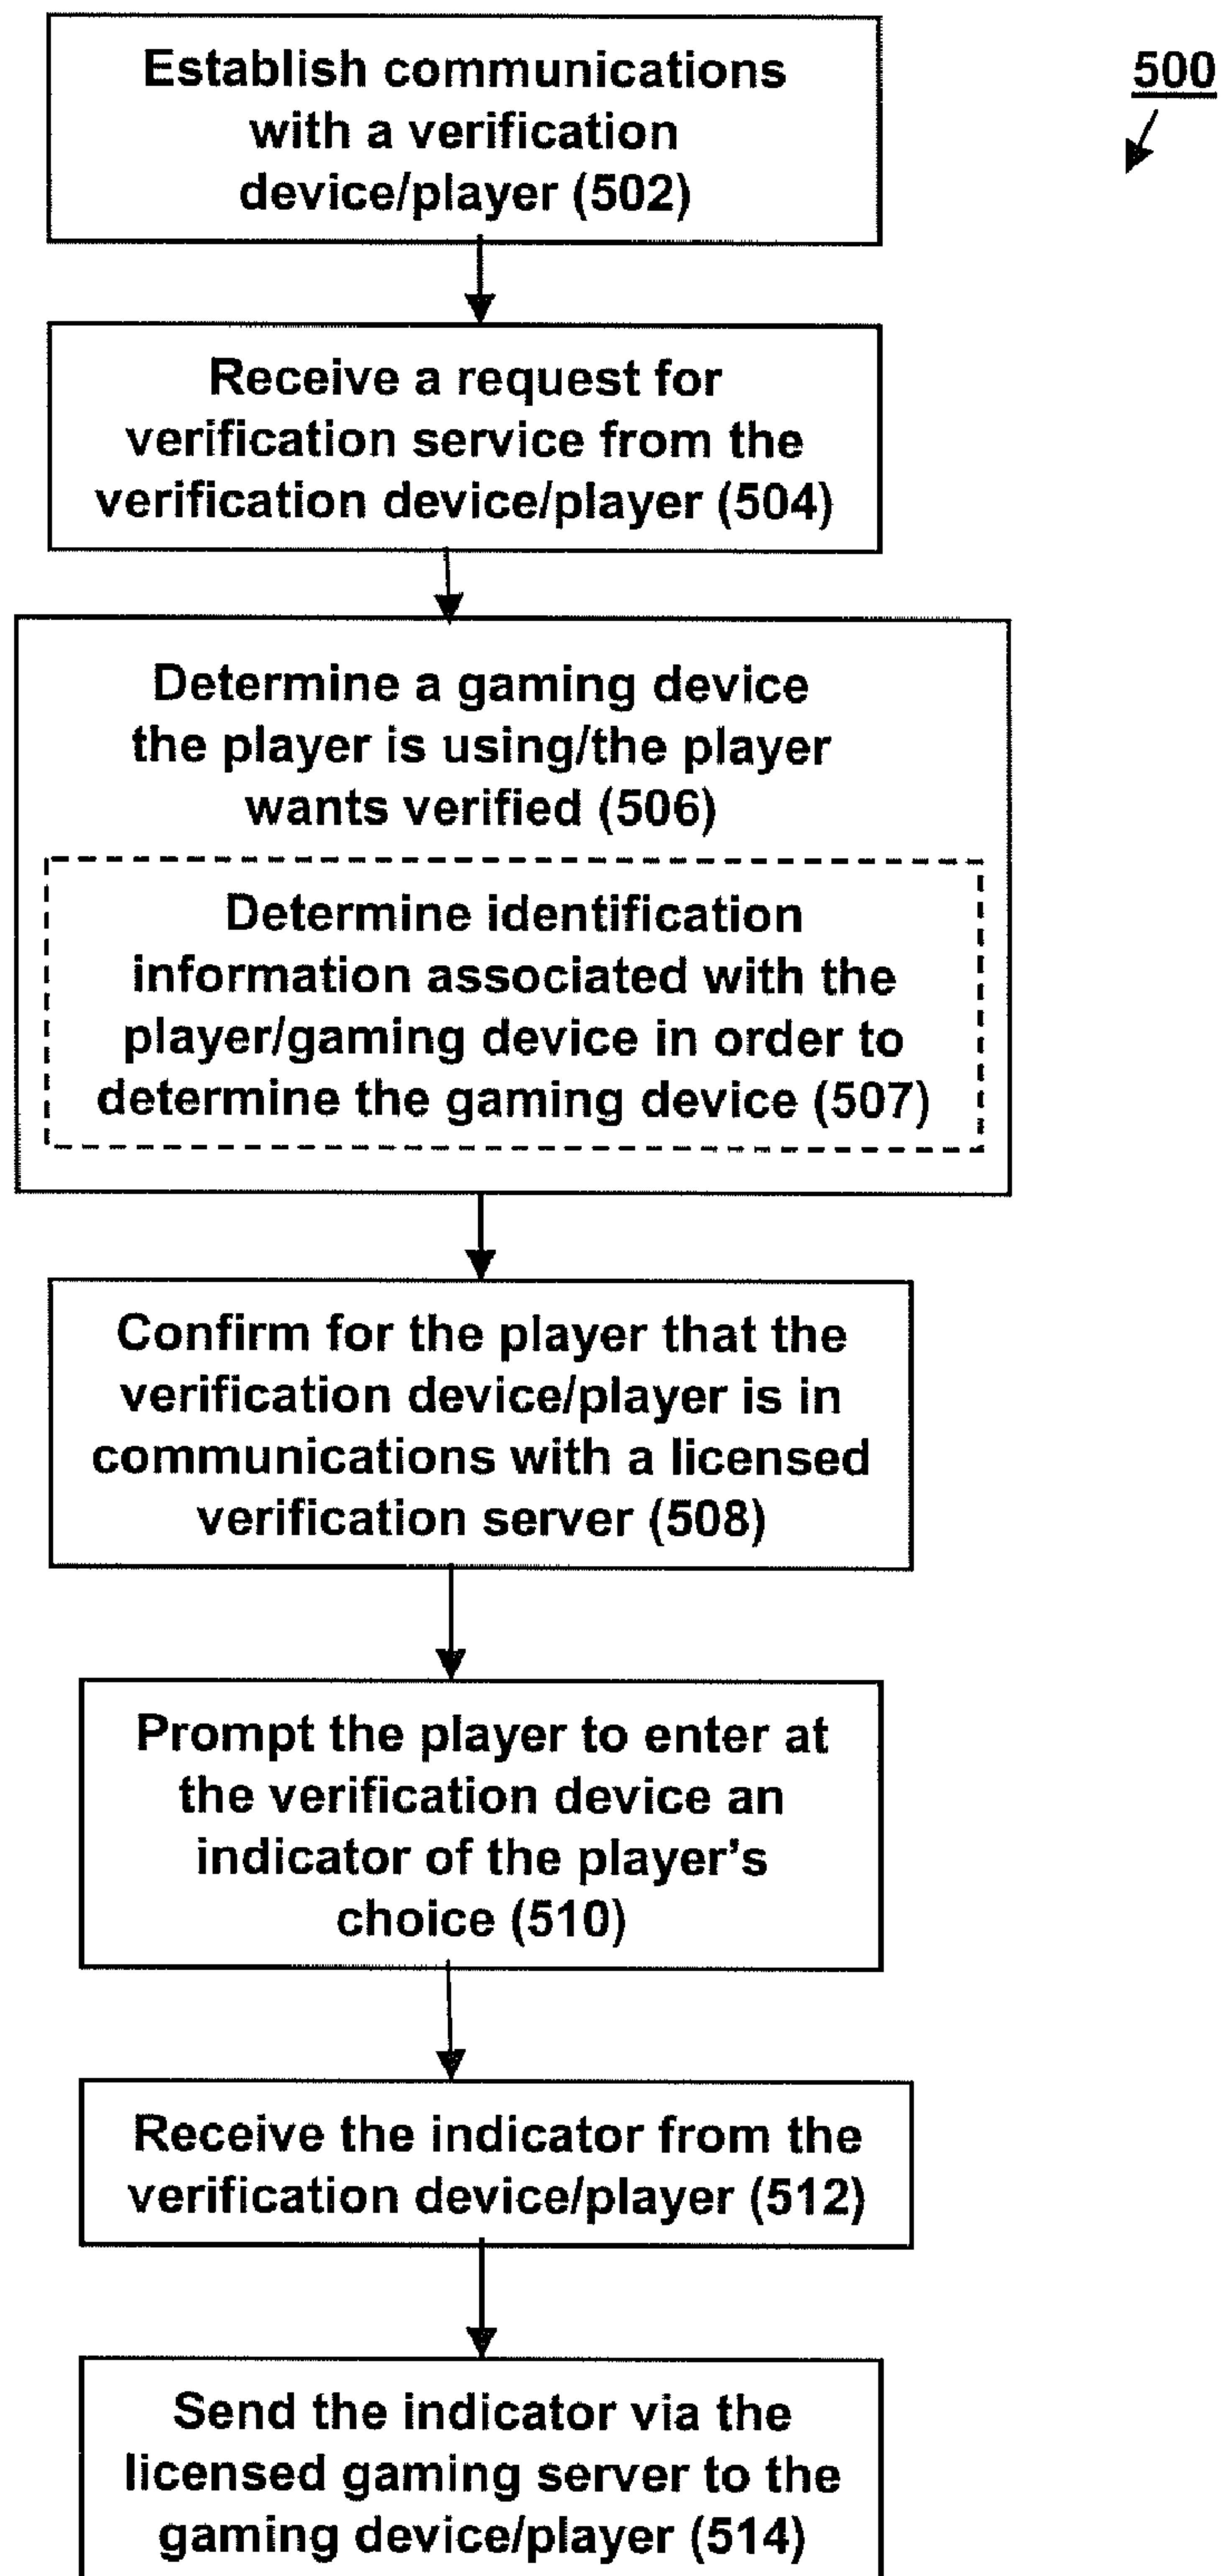 500
Establish communications
with a verification
device/player (502)
Receive a request for
verification service from the
verification device/player (504)
Determine a gaming device
the player is using/the player
wants verified (506)
Determine identification
information associated with the
player/gaming device in order to
determine the gaming device (507)
Confirm for the player that the
verification device/player is in
communications with a licensed
verification server (508)
Prompt the player to enter at
the verification device an
indicator of the player's
choice (510)
Receive the indicator from the
verification device/player (512)
Send the indicator via the
licensed gaming server to the
gaming device/player (514)